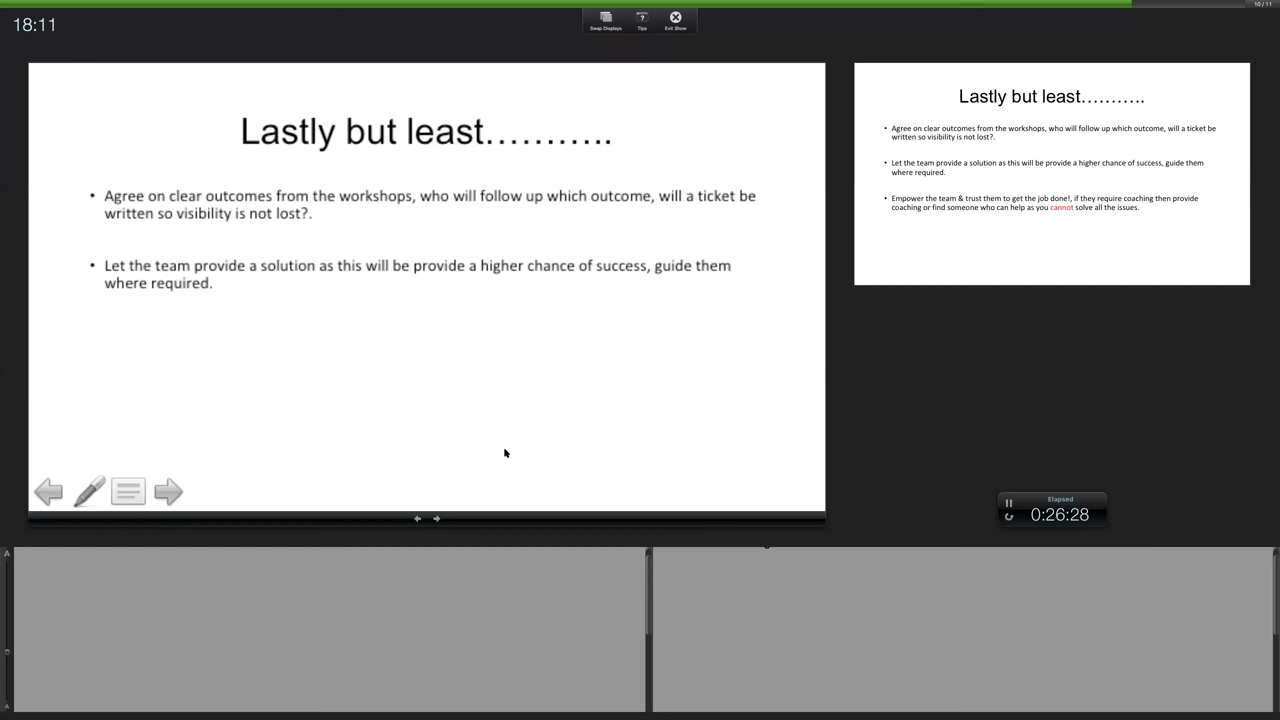 10 / 11
18:11
Swap Displays
Tips
Exit Show
Lastly but least...........
• Agree on clear outcomes from the workshops, who will follow up which outcome, will a ticket be
written so visibility is not lost?.
• Let the team provide a solution as this will be provide a higher chance of success, guide them
where required.
Lastly but least...........
• Agree on clear outcomes from the workshops, who will follow up which outcome, will a ticket be
written so visibility is not lost?.
• Let the team provide a solution as this will be provide a higher chance of success, guide them
where required.
• Empower the team & trust them to get the job done!, if they require coaching then provide
coaching or find someone who can help as you cannot solve all the issues.
Elapsed
0:26:28
A
A